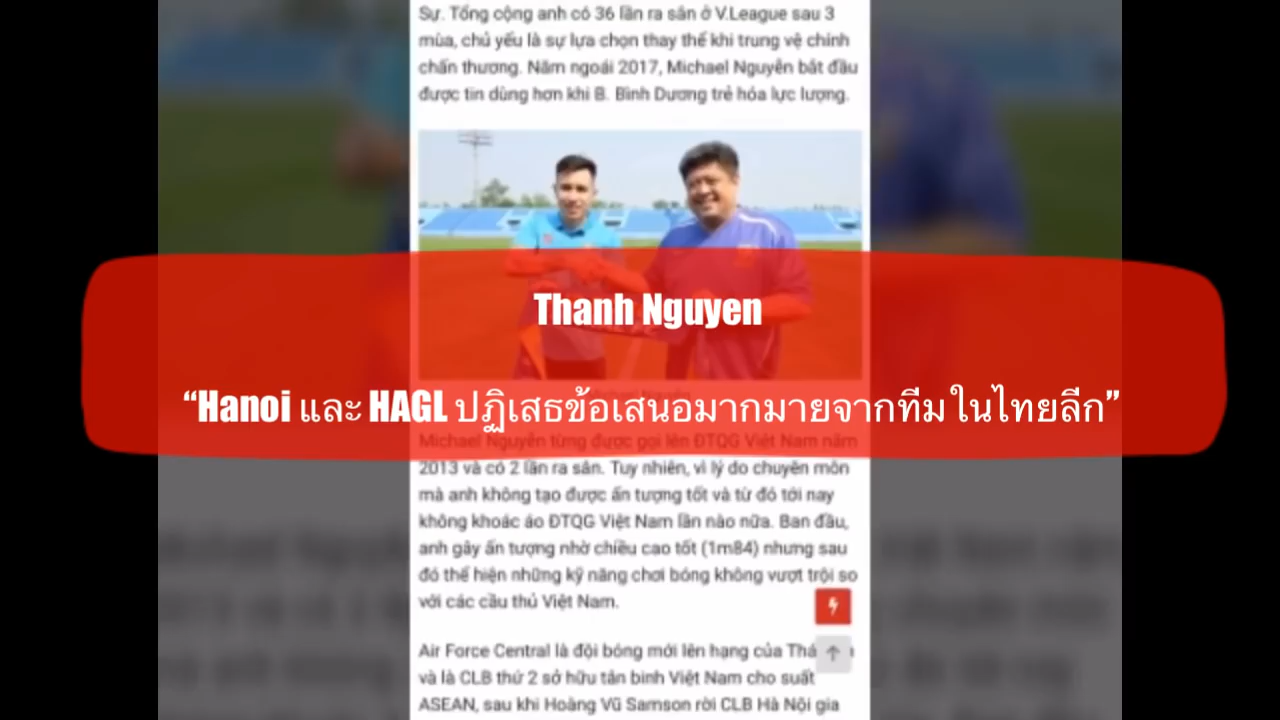 Sự. Tổng cộng anh có 36 lần ra sân ở V.League sau 3
mùa, chủ yếu là sự lựa chọn thay thế khi trung vệ chính
chấn thương. Năm ngoái 2017, Michael Nguyễn bắt đầu
được tin dùng hơn khi B. Bình Dương trẻ hóa lực lượng.
Thanh Nguyen
“Hanoi และ HAGL ปฏิเสธข้อเสนอมากมายจากทีมในไทยลีก”
Michael Nguyễn từng được gọi lên ĐTQG Việt Nam năm
2013 và có 2 lần ra sân. Tuy nhiên, vì lý do chuyên môn
mà anh không tạo được ấn tượng tốt và từ đó tới nay
không khoác áo ĐTQG Việt Nam lần nào nữa. Ban đầu,
anh gây ấn tượng nhờ chiều cao tốt (1m84) nhưng sau
đó thể hiện những kỹ năng chơi bóng không vượt trội so
với các cầu thủ Việt Nam.
Air Force Central là đội bóng mới lên hạng của Thá
và là CLB thứ 2 sở hữu tân binh Việt Nam cho suất
ASEAN, sau khi Hoàng Vũ Samson rời CLB Hà Nội gia